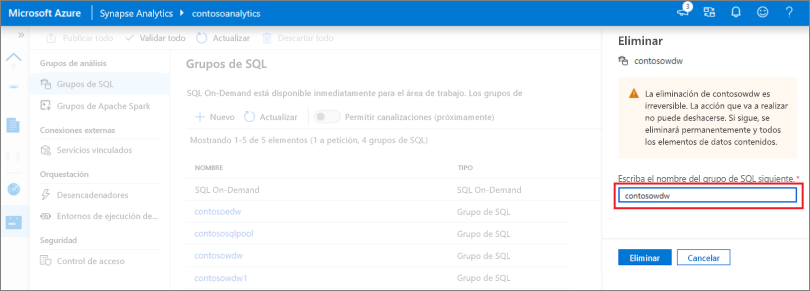 Microsoft Azure Synapse Analytics contosoanalytics 3
Publicar todo Validar todo Actualizar Descartar todo
Grupos de análisis
Grupos de SQL
Grupos de Apache Spark
Conexiones externas
Servicios vinculados
Orquestación
Desencadenadores
Entornos de ejecución de...
Seguridad
Control de acceso
Grupos de SQL
SQL On-Demand está disponible inmediatamente para el área de trabajo. Los grupos de
Nuevo Actualizar Permitir canalizaciones (próximamente)
Mostrando 1-5 de 5 elementos (1 a petición, 4 grupos de SQL)
NOMBRE TIPO
SQL On-Demand SQL On-Demand
contosoedw Grupo de SQL
contososqlpool Grupo de SQL
contosowdw Grupo de SQL
contosowdw1 Grupo de SQL
Eliminar
contosowdw
La eliminación de contosowdw es
irreversible. La acción que va a realizar
no puede deshacerse. Si sigue, se
eliminará permanentemente y todos
los elementos de datos contenidos.
Escriba el nombre del grupo de SQL siguiente.*
contosowdw
Eliminar Cancelar